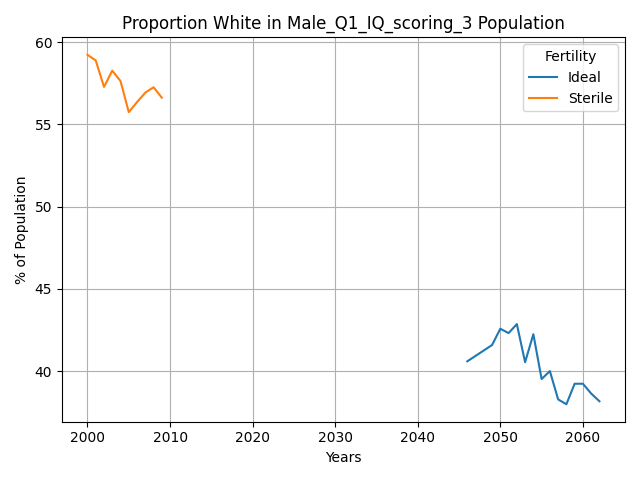 Proportion White in Male_Q1_IQ_scoring_3 Population
60
55
50
45
40
% of Population
Fertility
Ideal
Sterile
2000 2010 2020 2030 2040 2050 2060
Years